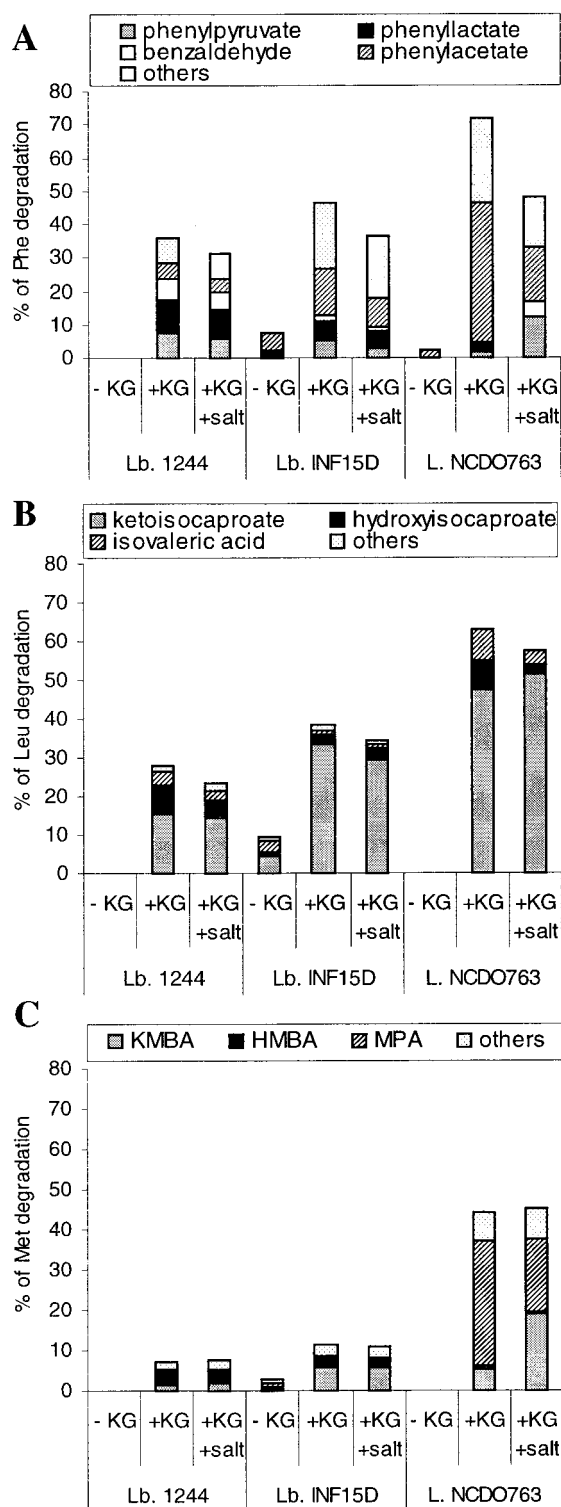 A
phenylpyruvate phenyllactate
benzaldehyde phenylacetate
others
% of Phe degradation
80
70
60
50
40
30
20
10
0
- KG +KG +KG +salt - KG +KG +KG +salt - KG +KG +KG +salt
Lb. 1244 Lb. INF15D L. NCDO763
B
ketoisocaproate hydroxyisocaproate
isovaleric acid others
% of Leu degradation
80
70
60
50
40
30
20
10
0
- KG +KG +KG +salt - KG +KG +KG +salt - KG +KG +KG +salt
Lb. 1244 Lb. INF15D L. NCDO763
C
KMBA HMBA MPA others
% of Met degradation
80
70
60
50
40
30
20
10
0
- KG +KG +KG +salt - KG +KG +KG +salt - KG +KG +KG +salt
Lb. 1244 Lb. INF15D L. NCDO763